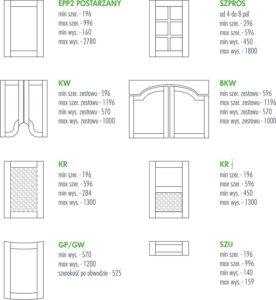 EPP2 POSTARZANY
min szer. -196
max szer. -996
min wys. -160
max wys. - 2780
SZPROS
od 4 do 8 pól
min szer. - 296
max szer. - 596
min wys. - 450
max wys. - 1800
KW
min szer. zestawu - 596
max szer. zestawu - 1196
min wys. zestawu - 570
max wys. zestawu - 1000
BKW
min szer. zestawu - 596
max szer. zestawu - 1196
min wys. zestawu - 570
max wys. zestawu - 1000
KR
min szer. -196
max szer. -596
min wys. - 284
max wys. - 1300
KR ½
min szer. -196
max szer. -596
min wys. - 450
max wys. - 1300
GP/GW
min wys. - 570
max wys. - 1200
szerokość po obwodzie - 525
SZU
min szer. -196
max szer. -996
min wys. -140
max wys. - 159